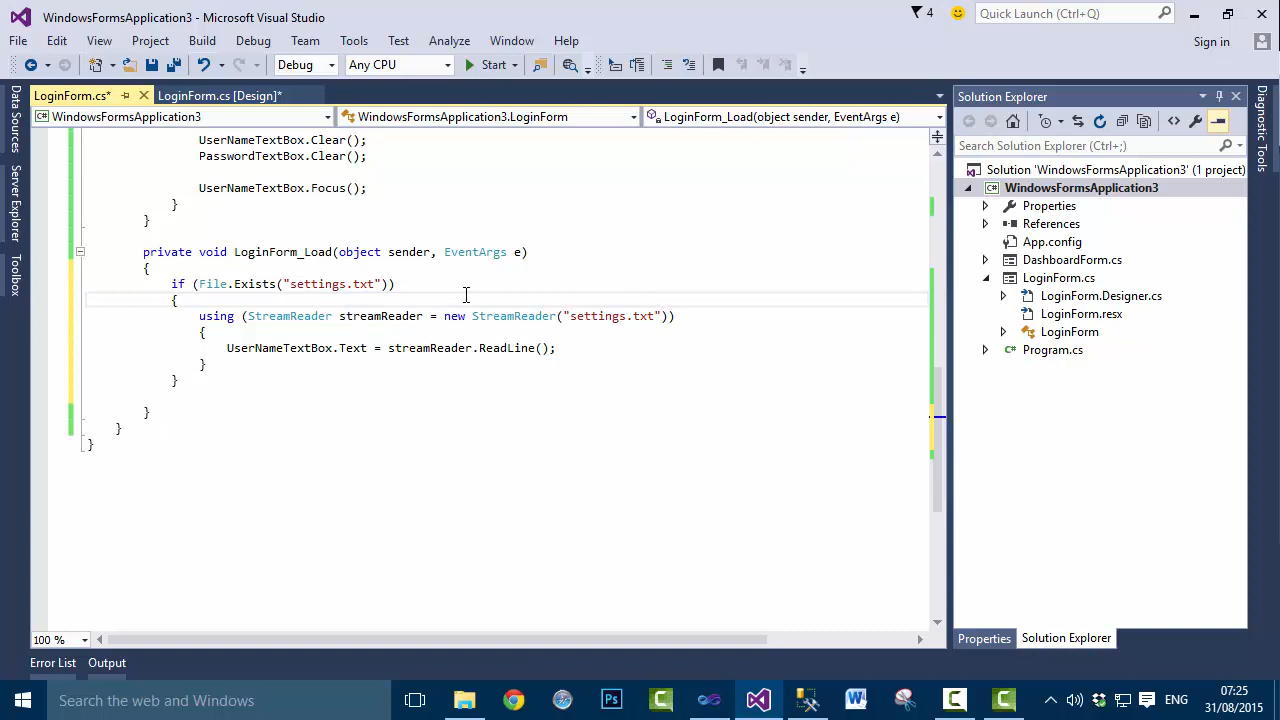 WindowsFormsApplication3 - Microsoft Visual Studio
4
Quick Launch (Ctrl+Q)
File Edit View Project Build Debug Team Tools Test Analyze Window Help
Sign in
Debug Any CPU Start
Data Sources
Server Explorer
Toolbox
LoginForm.cs* LoginForm.cs [Design]*
WindowsFormsApplication3 WindowsFormsApplication3.LoginForm LoginForm_Load(object sender, EventArgs e)
UserNameTextBox.Clear();
PasswordTextBox.Clear();
UserNameTextBox.Focus();
}
}
private void LoginForm_Load(object sender, EventArgs e)
{
if (File.Exists("settings.txt"))
{
using (StreamReader streamReader = new StreamReader("settings.txt"))
{
UserNameTextBox.Text = streamReader.ReadLine();
}
}
}
}
}
100 %
Solution Explorer
Search Solution Explorer (Ctrl+;)
Solution 'WindowsFormsApplication3' (1 project)
C# WindowsFormsApplication3
Properties
References
App.config
DashboardForm.cs
LoginForm.cs
LoginForm.Designer.cs
LoginForm.resx
LoginForm
C# Program.cs
Properties Solution Explorer
Diagnostic Tools
Error List Output
Search the web and Windows
Ps
ENG
07:25
31/08/2015